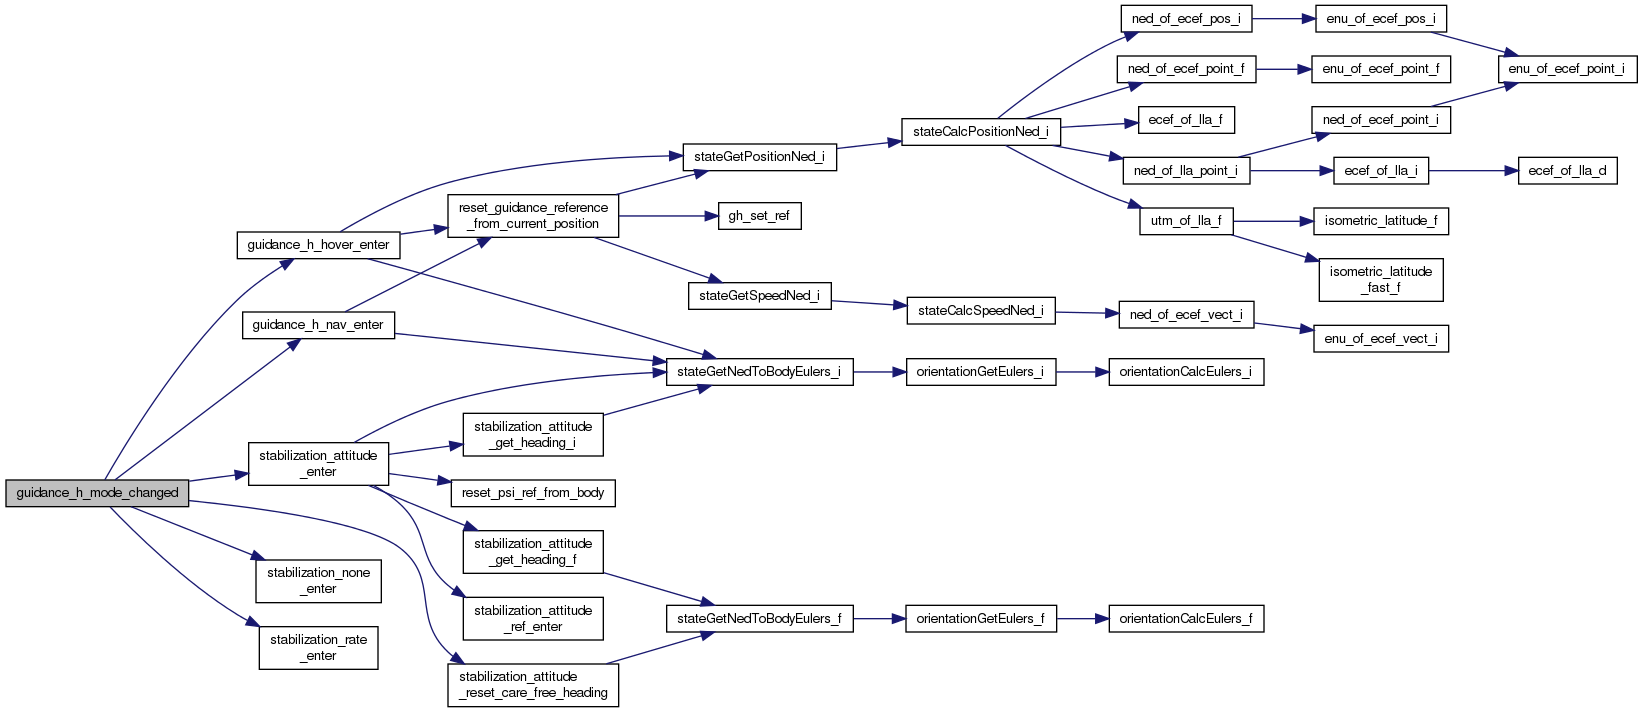 ned_of_ecef_pos_i
enu_of_ecef_pos_i
ned_of_ecef_point_f
enu_of_ecef_point_f
enu_of_ecef_point_i
stateCalcPositionNed_i
ecef_of_lla_f
ned_of_ecef_point_i
stateGetPositionNed_i
ned_of_lla_point_i
ecef_of_lla_i
ecef_of_lla_d
reset_guidance_reference
_from_current_position
gh_set_ref
utm_of_lla_f
isometric_latitude_f
guidance_h_hover_enter
isometric_latitude
_fast_f
stateGetSpeedNed_i
stateCalcSpeedNed_i
ned_of_ecef_vect_i
enu_of_ecef_vect_i
guidance_h_nav_enter
stateGetNedToBodyEulers_i
orientationGetEulers_i
orientationCalcEulers_i
stabilization_attitude
_get_heading_i
stabilization_attitude
_enter
guidance_h_mode_changed
reset_psi_ref_from_body
stabilization_attitude
_get_heading_f
stabilization_none
_enter
stabilization_attitude
_ref_enter
stateGetNedToBodyEulers_f
orientationGetEulers_f
orientationCalcEulers_f
stabilization_rate
_enter
stabilization_attitude
_reset_care_free_heading